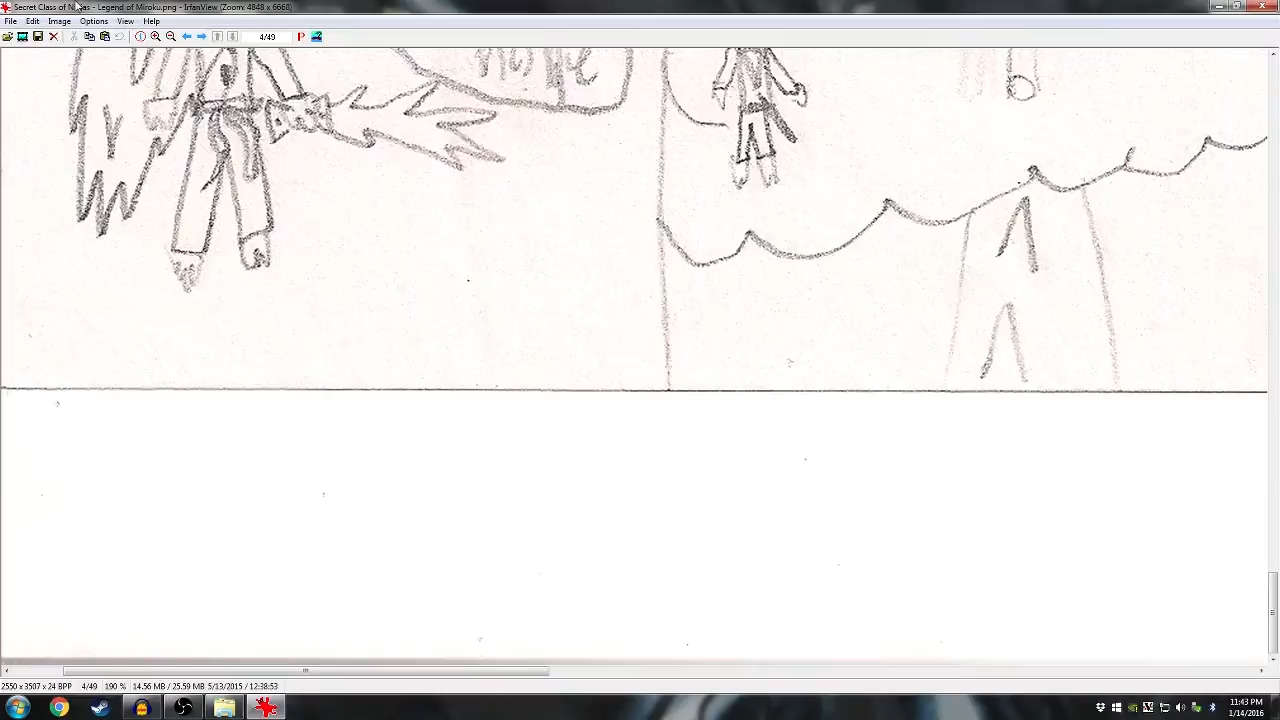 Secret Class of Ninjas - Legend of Miroku.png - IrfanView (Zoom: 4848 x 6668)
File Edit Image Options View Help
4/49
2550 x 3507 x 24 BPP 4/49 190 % 14.56 MB / 25.59 MB 5/13/2015 / 12:38:53
11:43 PM
1/14/2016